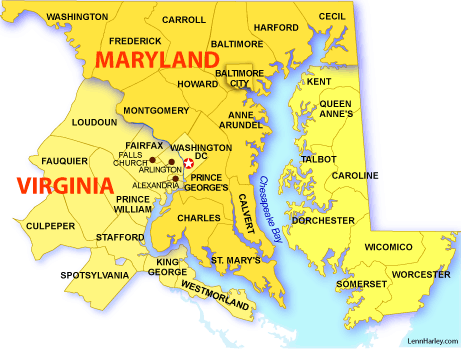 WASHINGTON
CARROLL
HARFORD
CECIL
FREDERICK
BALTIMORE
MARYLAND
BALTIMORE
CITY
HOWARD
KENT
MONTGOMERY
ANNE
ARUNDEL
QUEEN
ANNE'S
LOUDOUN
FAIRFAX
WASHINGTON
DC
FALLS
CHURCH
ARLINGTON
FAUQUIER
TALBOT
CAROLINE
VIRGINIA
ALEXANDRIA
PRINCE
GEORGE'S
Chesapeake Bay
PRINCE
WILLIAM
CALVERT
CHARLES
DORCHESTER
CULPEPER
STAFFORD
WICOMICO
ST. MARY'S
KING
GEORGE
SPOTSYLVANIA
WORCESTER
SOMERSET
WESTMORLAND
LennHarley.com